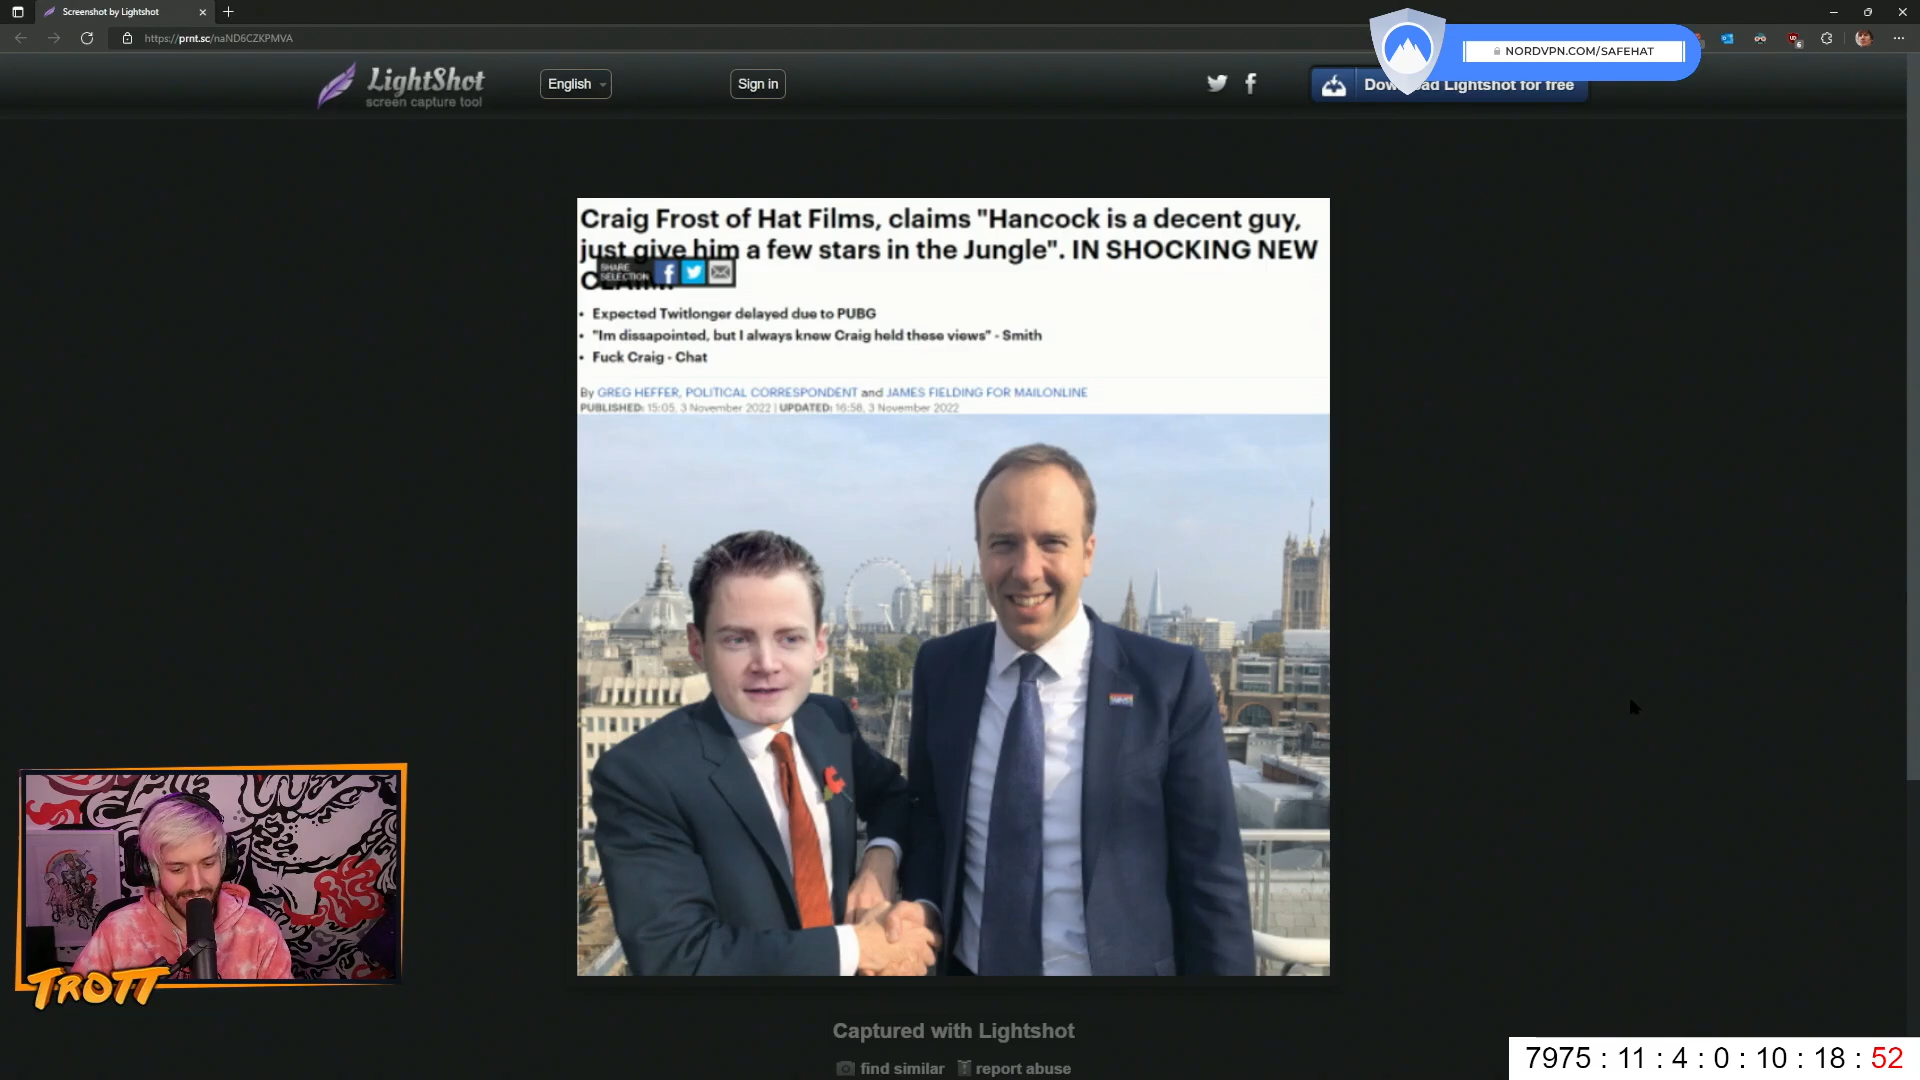 Screenshot by Lightshot
https://prnt.sc/naND6CZKPMVA
NORDVPN.COM/SAFEHAT
LightShot
screen capture tool
English
Sign in
Download Lightshot for free
Craig Frost of Hat Films, claims "Hancock is a decent guy,
just give him a few stars in the Jungle". IN SHOCKING NEW
SHARE
SELECTION
• Expected Twitlonger delayed due to PUBG
• "Im dissapointed, but I always knew Craig held these views" - Smith
• Fuck Craig - Chat
By GREG HEFFER, POLITICAL CORRESPONDENT and JAMES FIELDING FOR MAILONLINE
PUBLISHED: 15:05, 3 November 2022 | UPDATED: 16:58, 3 November 2022
TROTT
Captured with Lightshot
find similar
report abuse
7975 : 11 : 4 : 0 : 10 : 18 : 52